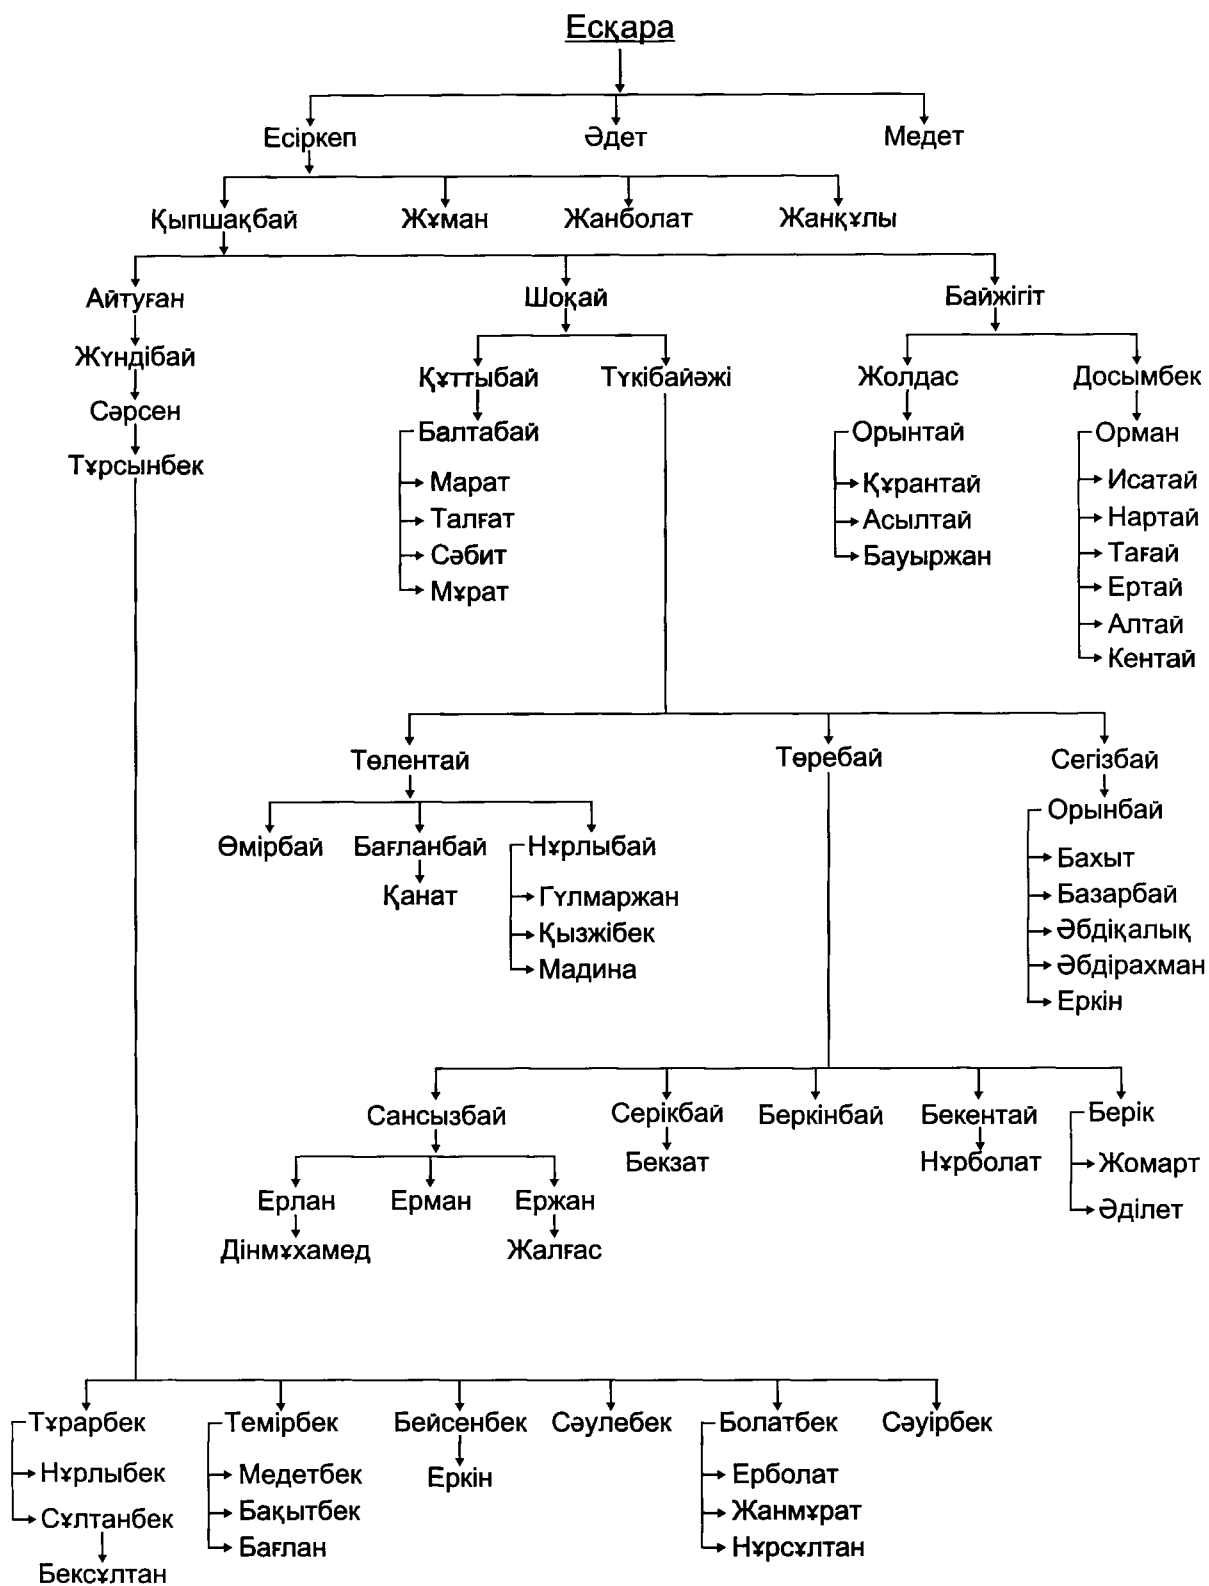 Есқара
Есіркеп Әдет Медет
Қыпшақбай Жұман Жанболат Жанқұлы
Айтуған Шоқай Байжігіт
Жүндібай
Құттыбай Түкібайәжі Жолдас Досымбек
Сәрсен
Балтабай Орынтай Орман
Тұрсынбек
Марат Құрантай Исатай
Талғат Асылтай Нартай
Сәбит Бауыржан Тағай
Мұрат Ертай
Алтай
Кентай
Төлентай Төребай Сегізбай
Орынбай
Өмірбай Бағланбай Нұрлыбай
Бахыт
Қанат Гүлмаржан Базарбай
Қызжібек Әбдіқалық
Мадина Әбдірахман
Еркін
Сансызбай Серікбай Беркінбай Бекентай Берік
Бекзат Нұрболат Жомарт
Ерлан Ерман Ержан Әділет
Дінмұхамед Жалғас
Тұрарбек Темірбек Бейсенбек Сәулебек Болатбек Сәуірбек
Нұрлыбек Медетбек Еркін Ерболат
Сұлтанбек Бақытбек Жанмұрат
Бағлан Нұрсұлтан
Бексұлтан